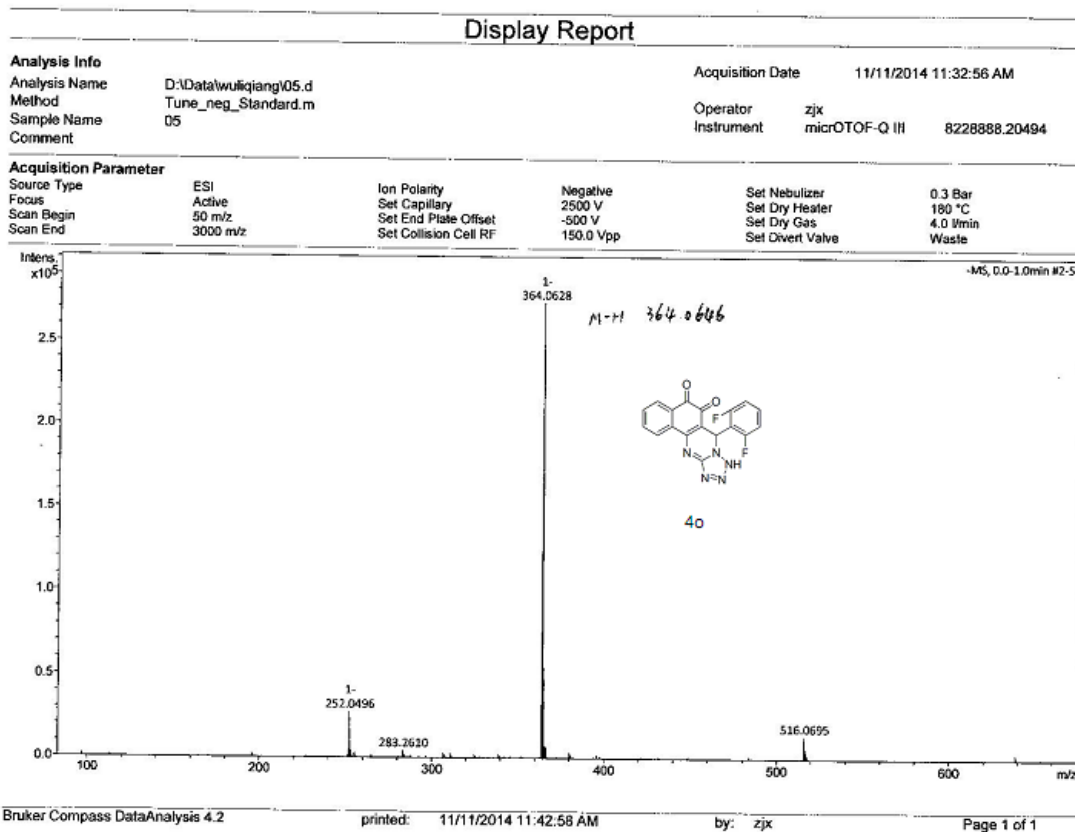 Display Report
Analysis Info
Analysis Name D:\Data\wuliqiang\05.d
Method Tune_neg_Standard.m
Sample Name 05
Comment
Acquisition Date 11/11/2014 11:32:56 AM
Operator zjx
Instrument micrOTOF-Q III 8228888.20494
Acquisition Parameter
Source Type ESI Ion Polarity Negative Set Nebulizer 0.3 Bar
Focus Active Set Capillary 2500 V Set Dry Heater 180 °C
Scan Begin 50 m/z Set End Plate Offset -500 V Set Dry Gas 4.0 l/min
Scan End 3000 m/z Set Collision Cell RF 150.0 Vpp Set Divert Valve Waste
Intens.
x10⁵
-MS, 0.0-1.0min #2-5
1-
364.0628
M-H 364.0646
2.5
2.0
1.5
1.0
0.5
0.0
O
O
F
F
N
N
NH
N=N
4o
1-
252.0496
283.2610
516.0695
100 200 300 400 500 600 m/z
Bruker Compass DataAnalysis 4.2 printed: 11/11/2014 11:42:58 AM by: zjx Page 1 of 1